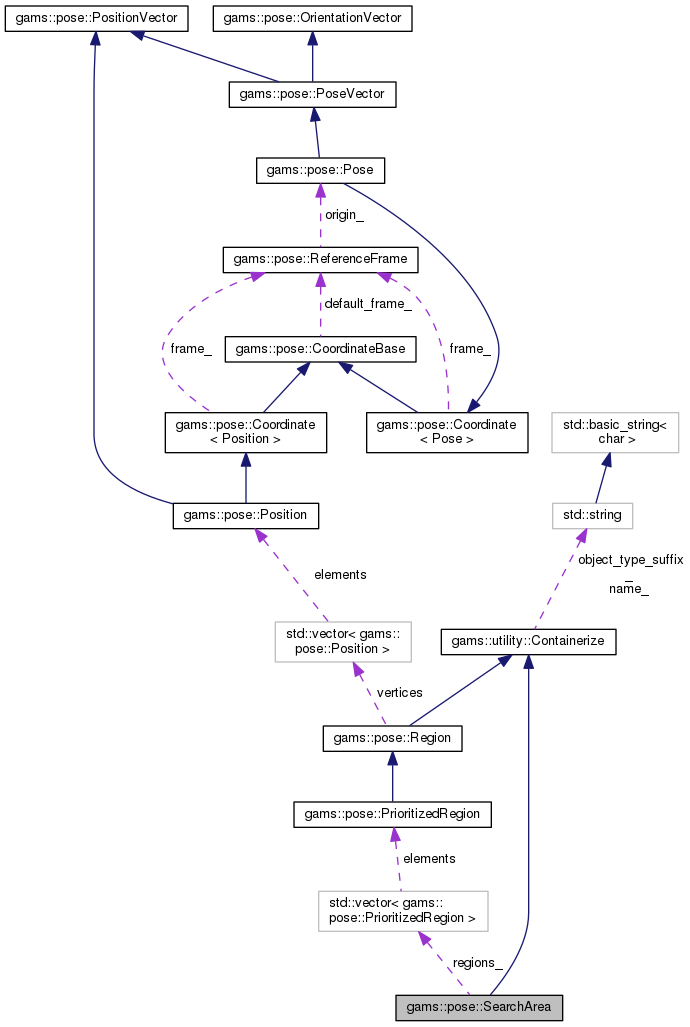 gams::pose::PositionVector
gams::pose::OrientationVector
gams::pose::PoseVector
gams::pose::Pose
origin_
gams::pose::ReferenceFrame
default_frame_
frame_
frame_
gams::pose::CoordinateBase
gams::pose::Coordinate
< Position >
gams::pose::Coordinate
< Pose >
std::basic_string<
char >
gams::pose::Position
std::string
elements
object_type_suffix
_
name_
std::vector< gams::
pose::Position >
gams::utility::Containerize
vertices
gams::pose::Region
gams::pose::PrioritizedRegion
elements
std::vector< gams::
pose::PrioritizedRegion >
regions_
gams::pose::SearchArea